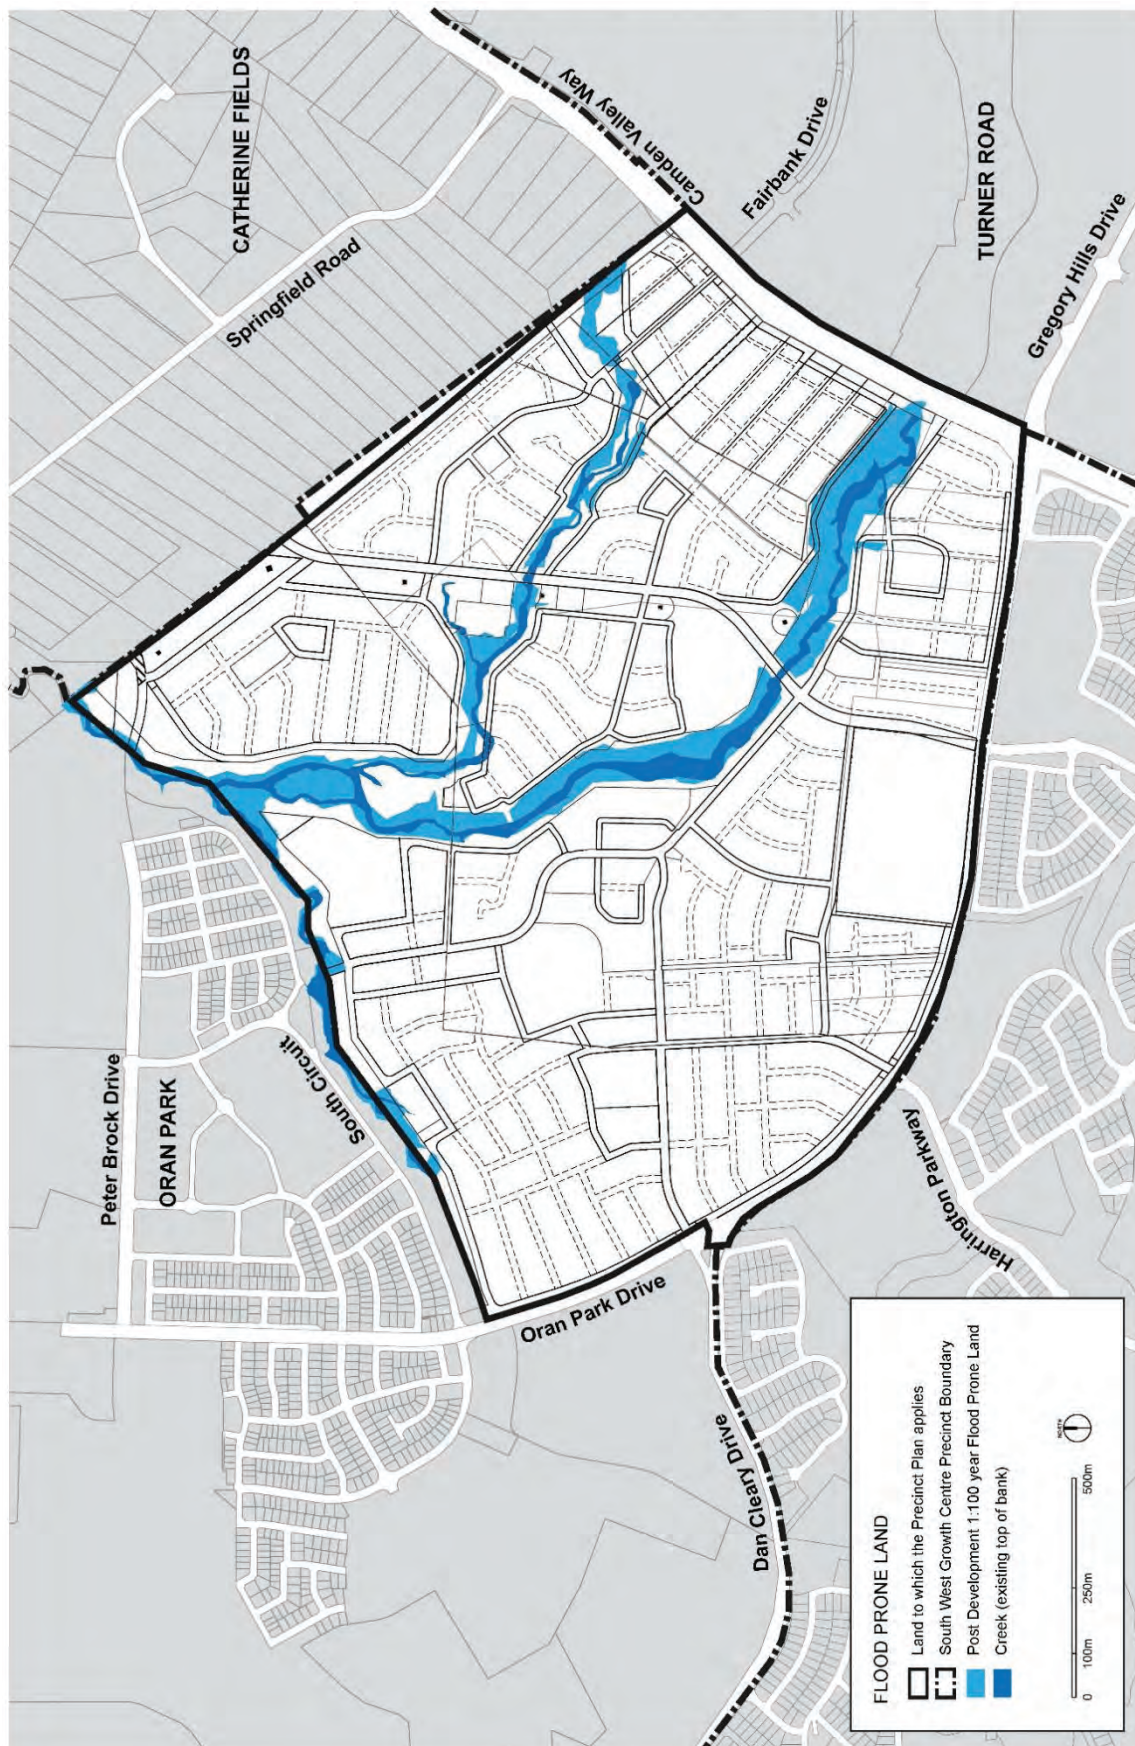 CATHERINE FIELDS
Springfield Road
Camden Valley Way
Fairbank Drive
TURNER ROAD
Gregory Hills Drive
Peter Brock Drive
ORAN PARK
South Circuit
Oran Park Drive
Harrington Parkway
Dan Cleary Drive
FLOOD PRONE LAND
Land to which the Precinct Plan applies
South West Growth Centre Precinct Boundary
Post Development 1:100 year Flood Prone Land
Creek (existing top of bank)
0 100m 250m 500m
NORTH